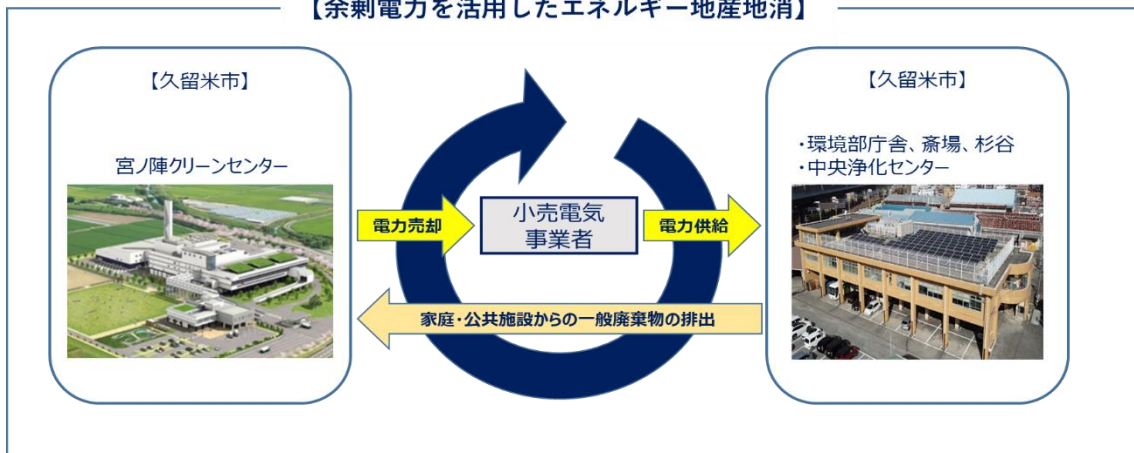 【余剰電力を活用したエネルギー地産地消】
【久留米市】
宮ノ陣クリーンセンター
電力売却
小売電気
事業者
電力供給
家庭・公共施設からの一般廃棄物の排出
【久留米市】
・環境部庁舎、斎場、杉谷
・中央浄化センター